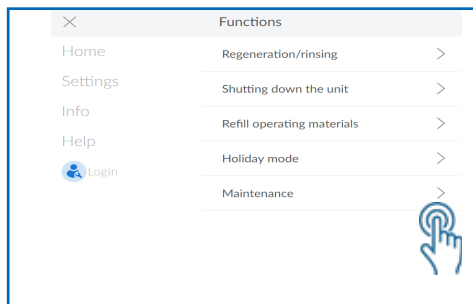 Functions
Home
Settings
Info
Help
Login
Regeneration/rinsing
Shutting down the unit
Refill operating materials
Holiday mode
Maintenance